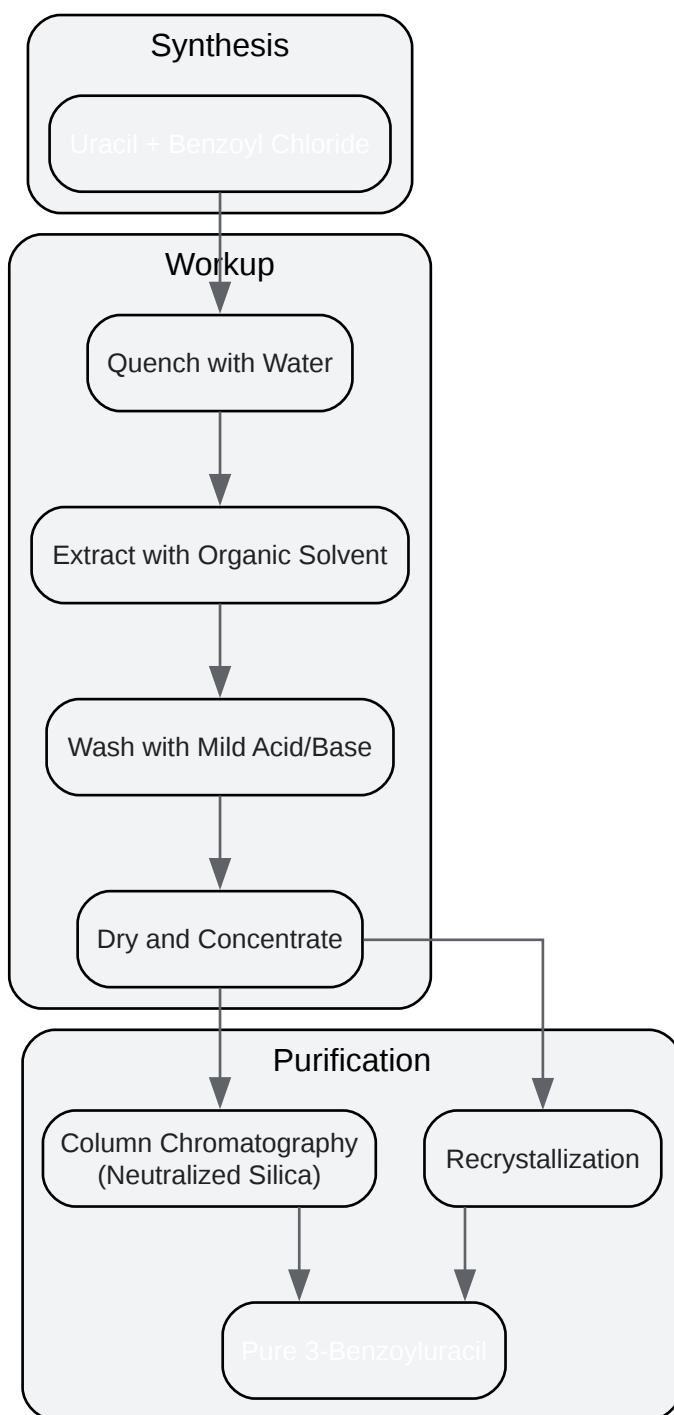 Synthesis
Uracil + Benzoyl Chloride
Workup
Quench with Water
Extract with Organic Solvent
Wash with Mild Acid/Base
Dry and Concentrate
Purification
Column Chromatography
(Neutralized Silica)
Recrystallization
Pure 3-Benzoyluracil